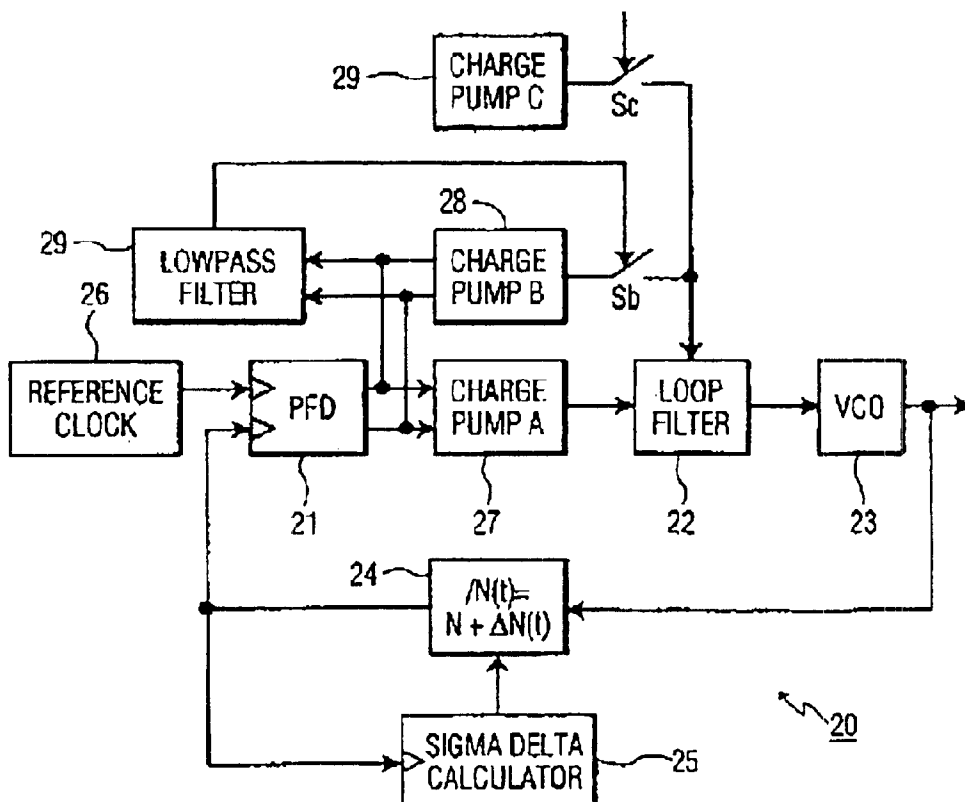 29
CHARGE
PUMP C
Sc
28
29
LOWPASS
FILTER
CHARGE
PUMP B
Sb
26
REFERENCE
CLOCK
PFD
CHARGE
PUMP A
LOOP
FILTER
VCO
21
27
22
23
24
/N(t)=
N + ΔN(t)
20
SIGMA DELTA
CALCULATOR
25